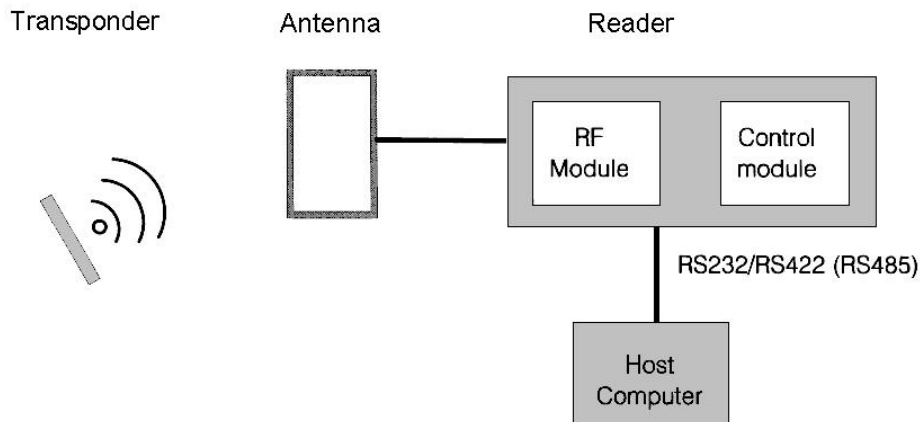 Transponder
Antenna
Reader
RF
Module
Control
module
RS232/RS422 (RS485)
Host
Computer